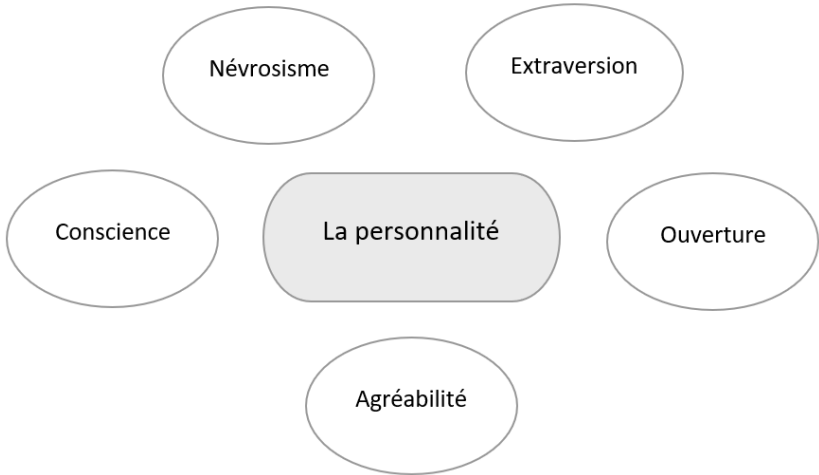 Névrosisme
Extraversion
Conscience
La personnalité
Ouverture
Agréabilité